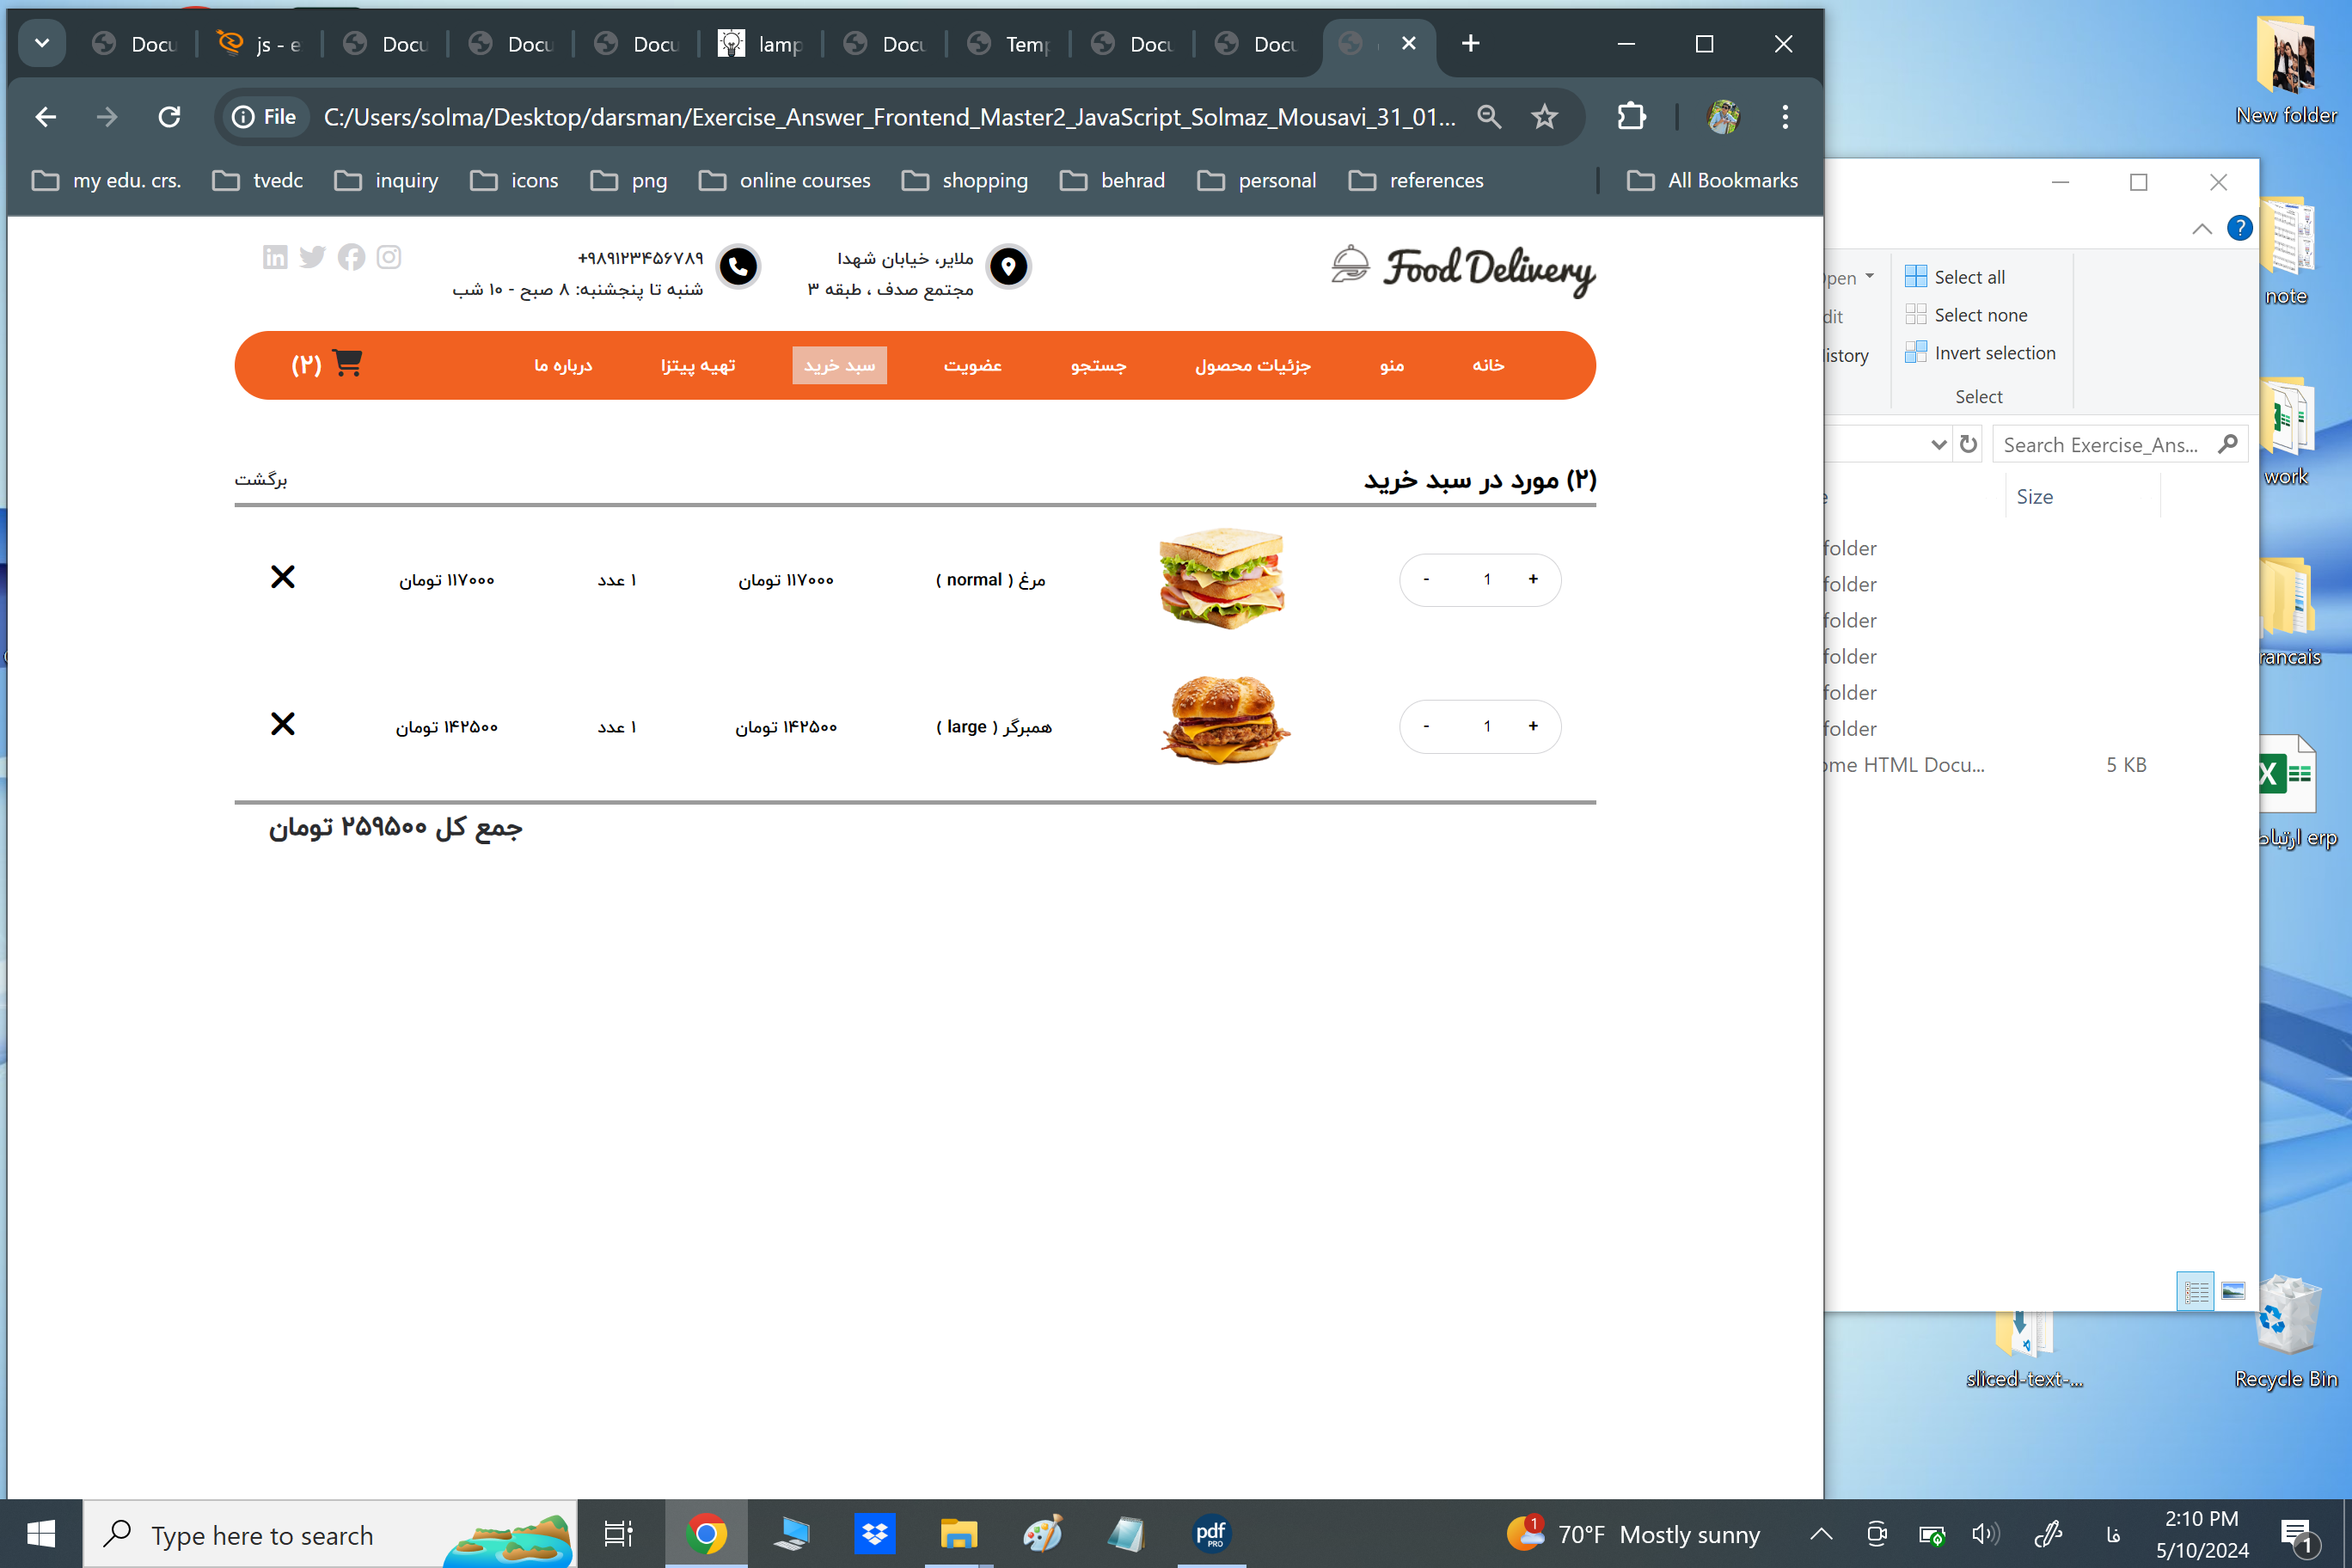 Docu
js - e
Docu
Docu
Docu
lamp
Docu
Temp
Docu
Docu
File
C:/Users/solma/Desktop/darsman/Exercise_Answer_Frontend_Master2_JavaScript_Solmaz_Mousavi_31_01...
my edu. crs.
tvedc
inquiry
icons
png
online courses
shopping
behrad
personal
references
All Bookmarks
Food Delivery
ملایر، خیابان شهدا
مجتمع صدف ، طبقه ۳
+۹۸۹۱۲۳۴۵۶۷۸۹
شنبه تا پنجشنبه: ۸ صبح - ۱۰ شب
خانه
منو
جزئیات محصول
جستجو
عضویت
سبد خرید
تهیه پیتزا
درباره ما
(۲)
(۲) مورد در سبد خرید
برگشت
+ 1 -
مرغ ( normal )
۱۱۷۰۰۰ تومان
۱ عدد
۱۱۷۰۰۰ تومان
+ 1 -
همبرگر ( large )
۱۴۲۵۰۰ تومان
۱ عدد
۱۴۲۵۰۰ تومان
جمع کل ۲۵۹۵۰۰ تومان
Select all
Select none
Invert selection
Select
Search Exercise_Ans...
Size
folder
folder
folder
folder
folder
folder
HTML Docu...
5 KB
New folder
note
work
ارتباط erp
sliced-text-...
Recycle Bin
Type here to search
pdf
PRO
1
70°F Mostly sunny
فا
2:10 PM
5/10/2024
1